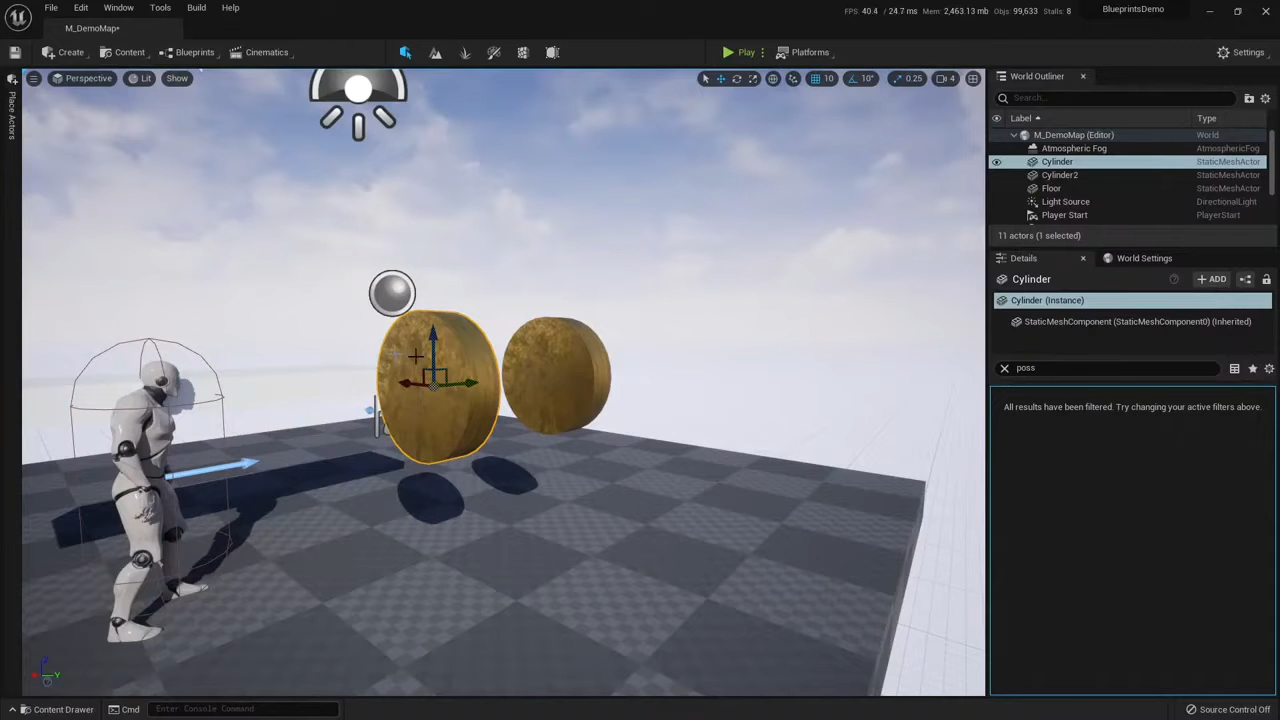 File Edit Window Tools Build Help
FPS: 40.4 / 24.7 ms Mem: 2,463.13 mb Objs: 99,633 Stalls: 8
BlueprintsDemo
M_DemoMap*
Create Content Blueprints Cinematics
Play Platforms
Settings
Perspective Lit Show
10 10° 0.25 4
Place Actors
World Outliner
Search...
Label Type
M_DemoMap (Editor) World
Atmospheric Fog AtmosphericFog
Cylinder StaticMeshActor
Cylinder2 StaticMeshActor
Floor StaticMeshActor
Light Source DirectionalLight
Player Start PlayerStart
11 actors (1 selected)
Details World Settings
Cylinder
ADD
Cylinder (Instance)
StaticMeshComponent (StaticMeshComponent0) (Inherited)
poss
All results have been filtered. Try changing your active filters above.
Z
Y
Content Drawer Cmd Enter Console Command
Source Control Off